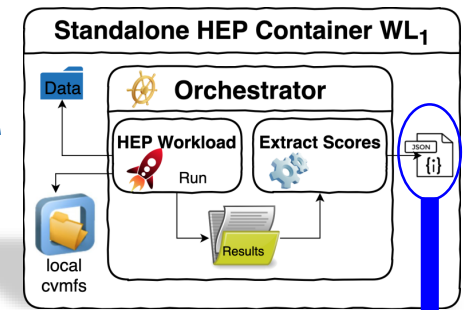 Standalone HEP Container WL1
Data
Orchestrator
HEP Workload
Run
Extract Scores
JSON
{;}
Results
local
cvmfs